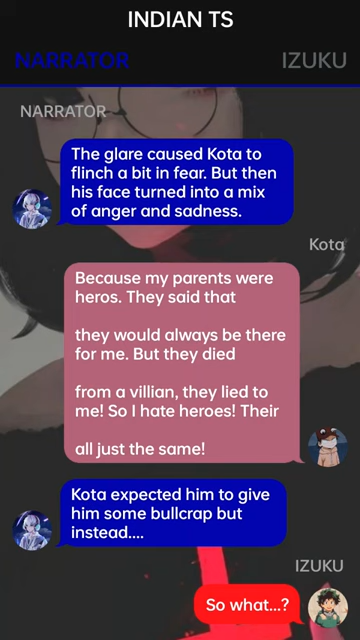 INDIAN TS
NARRATOR
IZUKU
NARRATOR
The glare caused Kota to
flinch a bit in fear. But then
his face turned into a mix
of anger and sadness.
Kota
Because my parents were
heros. They said that
they would always be there
for me. But they died
from a villian, they lied to
me! So I hate heroes! Their
all just the same!
Kota expected him to give
him some bullcrap but
instead....
IZUKU
So what...?